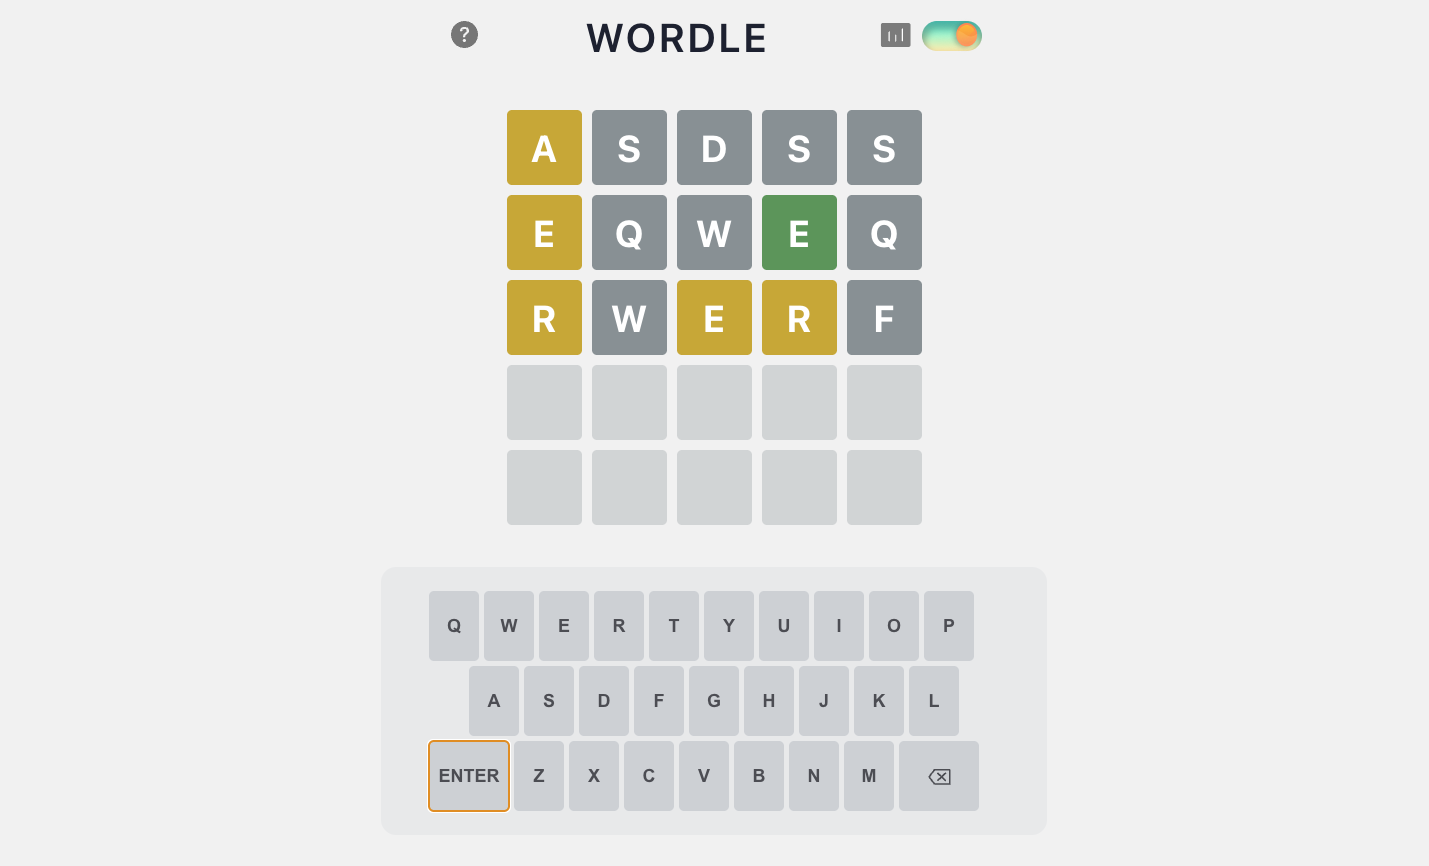 ?
WORDLE
A S D S S
E Q W E Q
R W E R F
Q W E R T Y U I O P
A S D F G H J K L
ENTER Z X C V B N M